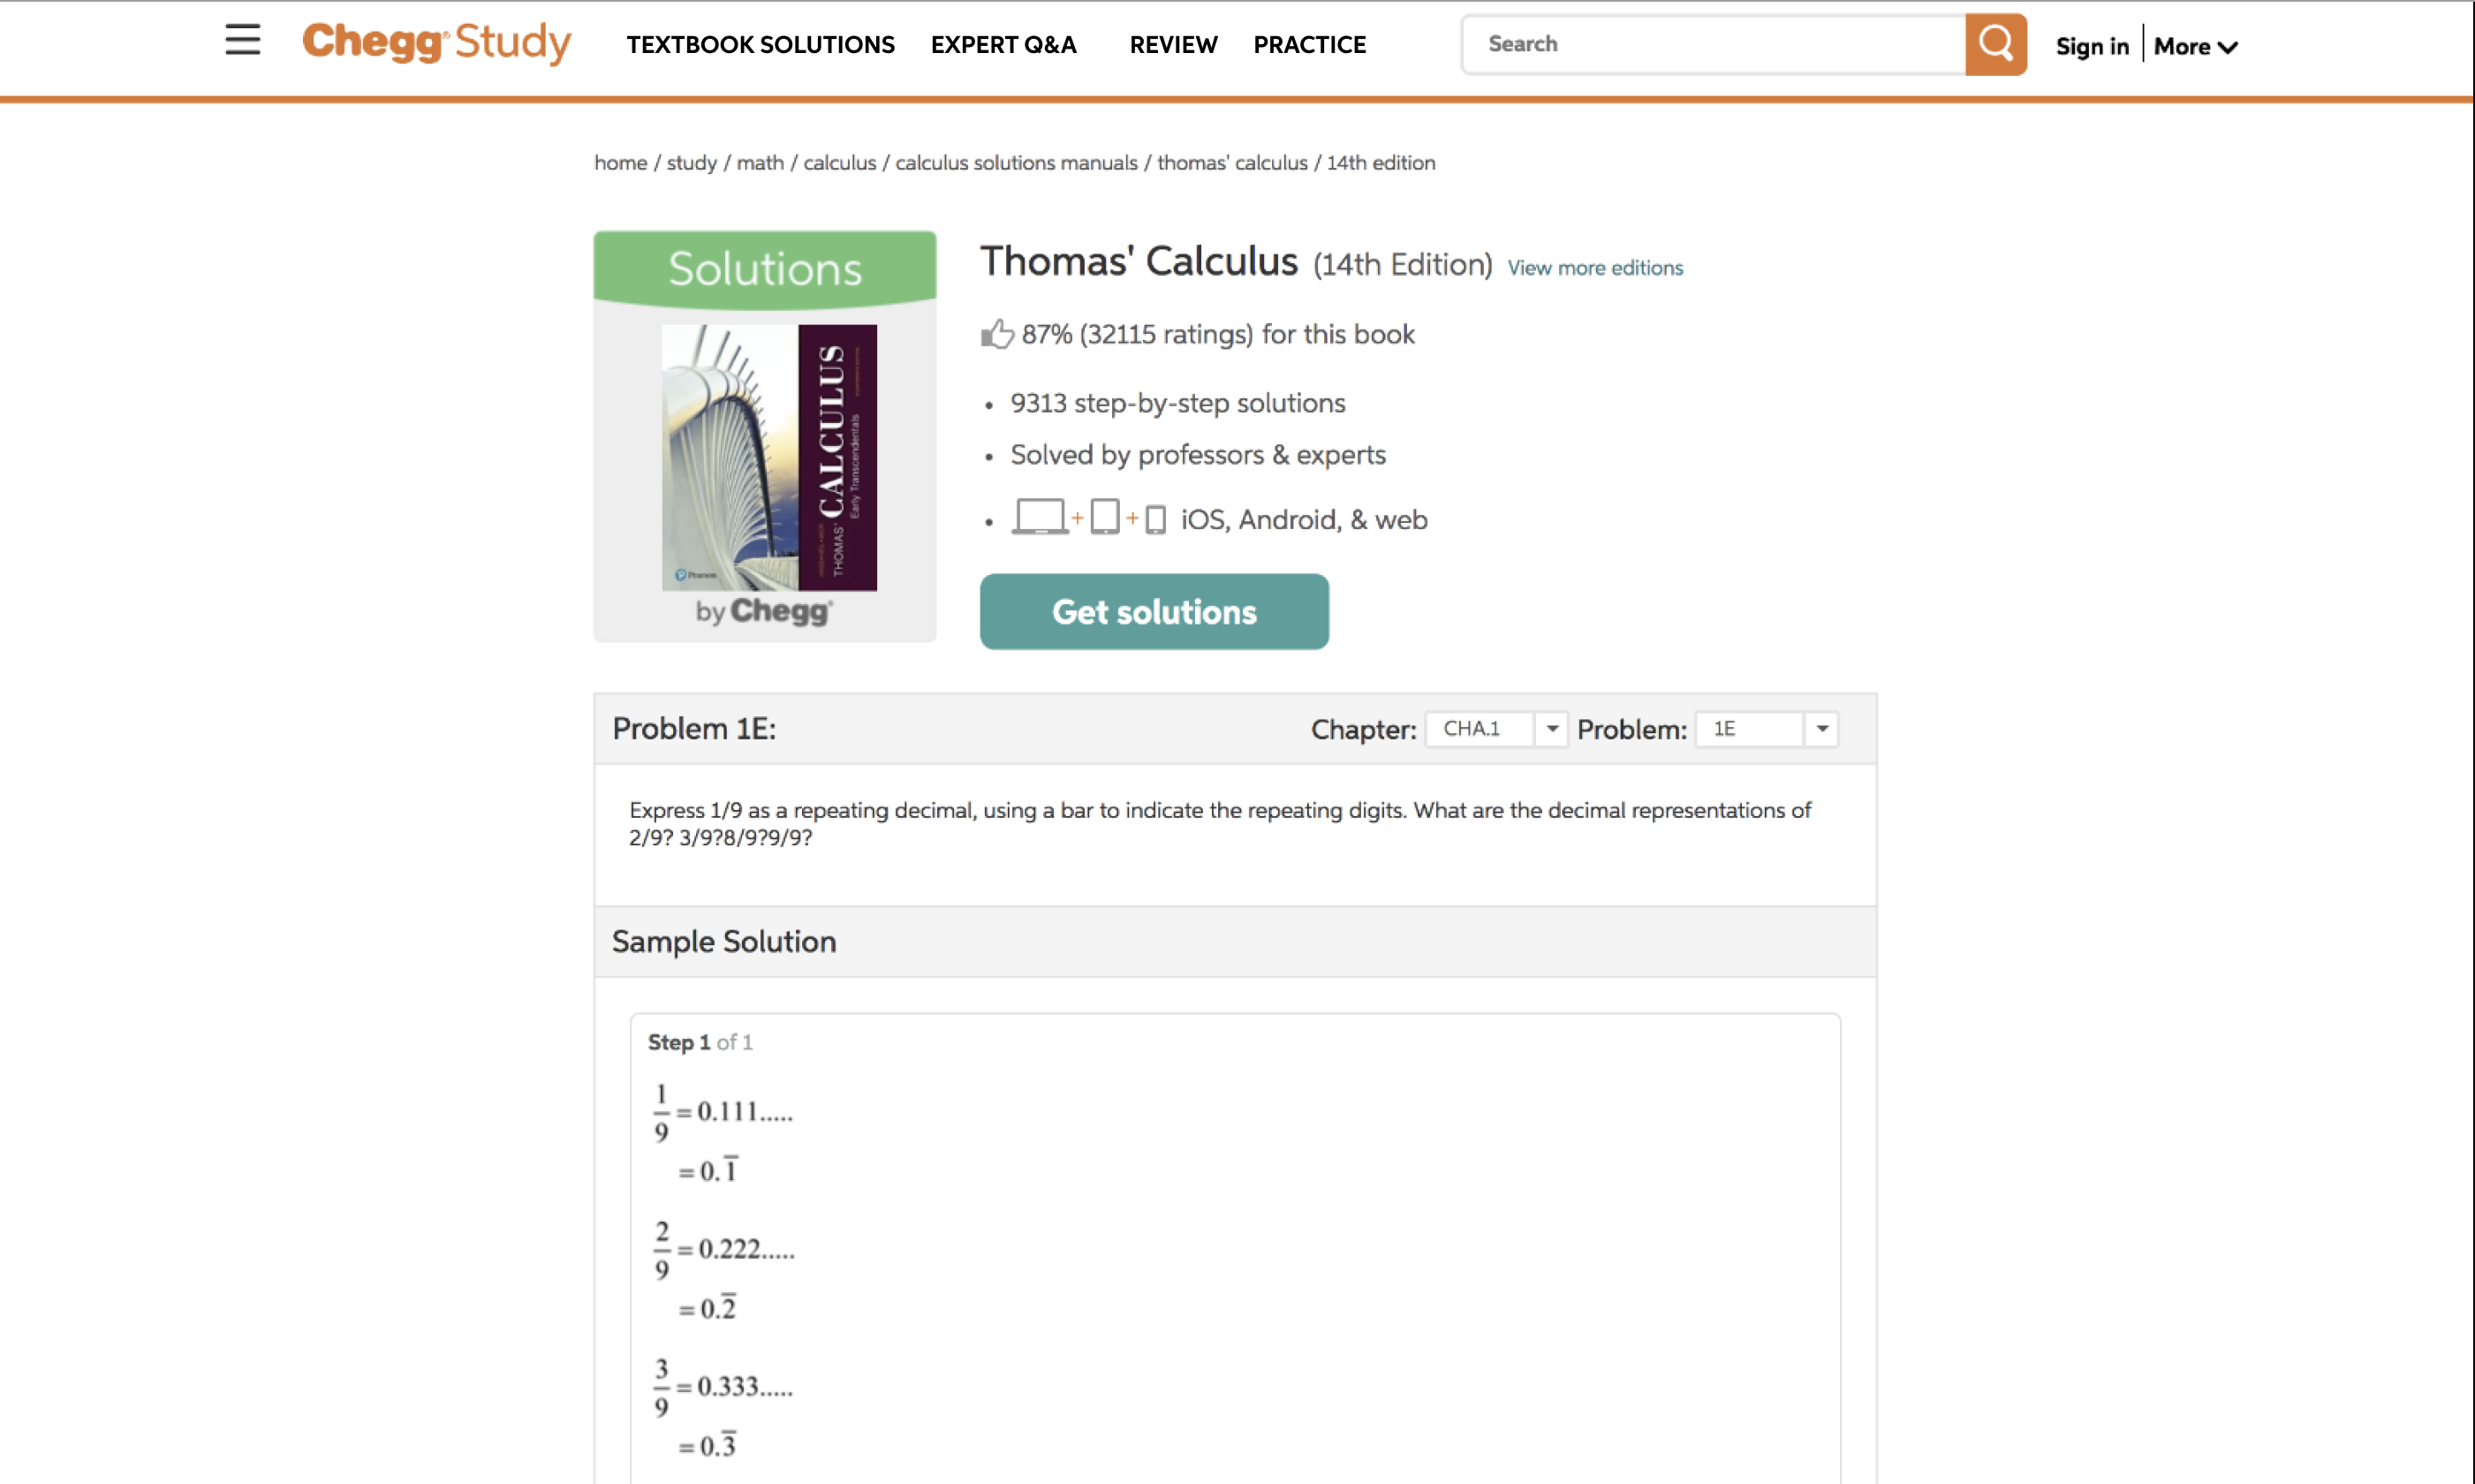 Chegg® Study TEXTBOOK SOLUTIONS EXPERT Q&A REVIEW PRACTICE Search Sign in More
home / study / math / calculus / calculus solutions manuals / thomas' calculus / 14th edition
Solutions
THOMAS' CALCULUS
Early Transcendentals
Pearson
by Chegg®
Thomas' Calculus (14th Edition) View more editions
87% (32115 ratings) for this book
• 9313 step-by-step solutions
• Solved by professors & experts
• + + iOS, Android, & web
Get solutions
Problem 1E: Chapter: CHA.1 Problem: 1E
Express 1/9 as a repeating decimal, using a bar to indicate the repeating digits. What are the decimal representations of
2/9? 3/9?8/9?9/9?
Sample Solution
Step 1 of 1
1/9 = 0.111.....
= 0.1̅
2/9 = 0.222.....
= 0.2̅
3/9 = 0.333.....
= 0.3̅